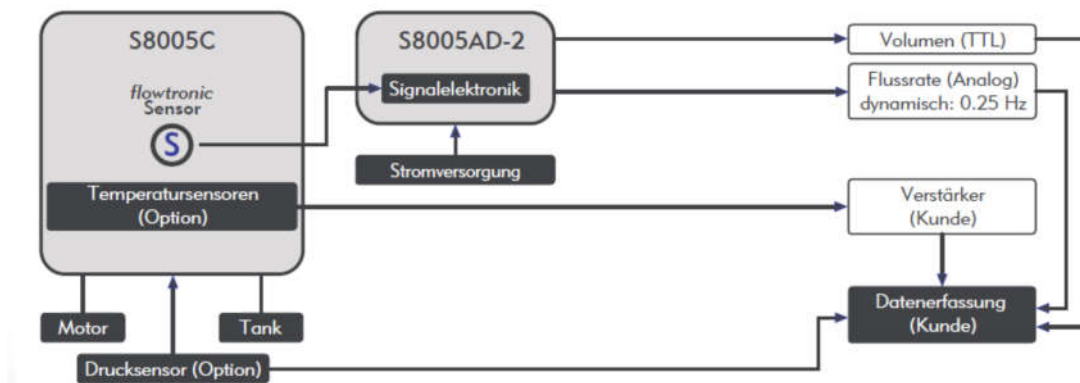 S8005C
flowtronic
Sensor
S
Temperatursensoren
(Option)
Motor
Tank
Drucksensor (Option)
S8005AD-2
Signalelektronik
Stromversorgung
Volumen (TTL)
Flussrate (Analog)
dynamisch: 0.25 Hz
Verstärker
(Kunde)
Datenerfassung
(Kunde)